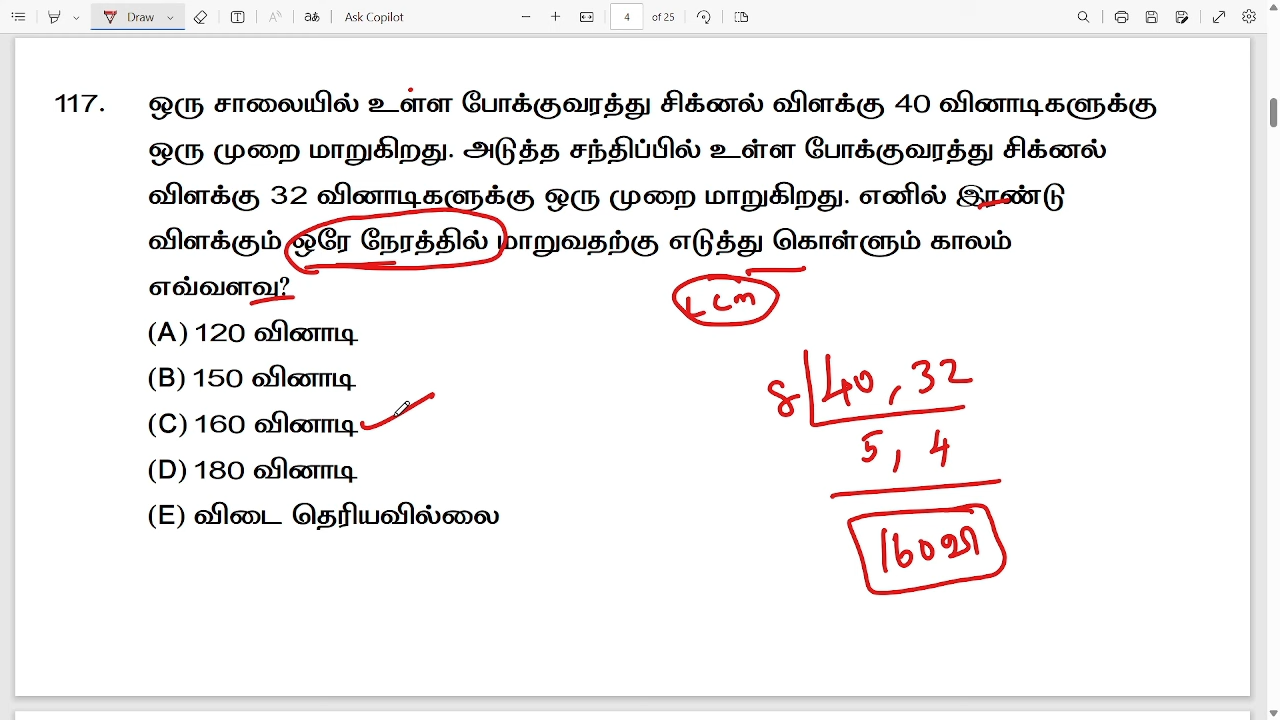 Draw
Ask Copilot
4 of 25
117. ஒரு சாலையில் உள்ள போக்குவரத்து சிக்னல் விளக்கு 40 வினாடிகளுக்கு
ஒரு முறை மாறுகிறது. அடுத்த சந்திப்பில் உள்ள போக்குவரத்து சிக்னல்
விளக்கு 32 வினாடிகளுக்கு ஒரு முறை மாறுகிறது. எனில் இரண்டு
விளக்கும் ஒரே நேரத்தில் மாறுவதற்கு எடுத்து கொள்ளும் காலம்
எவ்வளவு?
Lcm
(A) 120 வினாடி
(B) 150 வினாடி
(C) 160 வினாடி
(D) 180 வினாடி
(E) விடை தெரியவில்லை
8 40, 32
5, 4
160வி